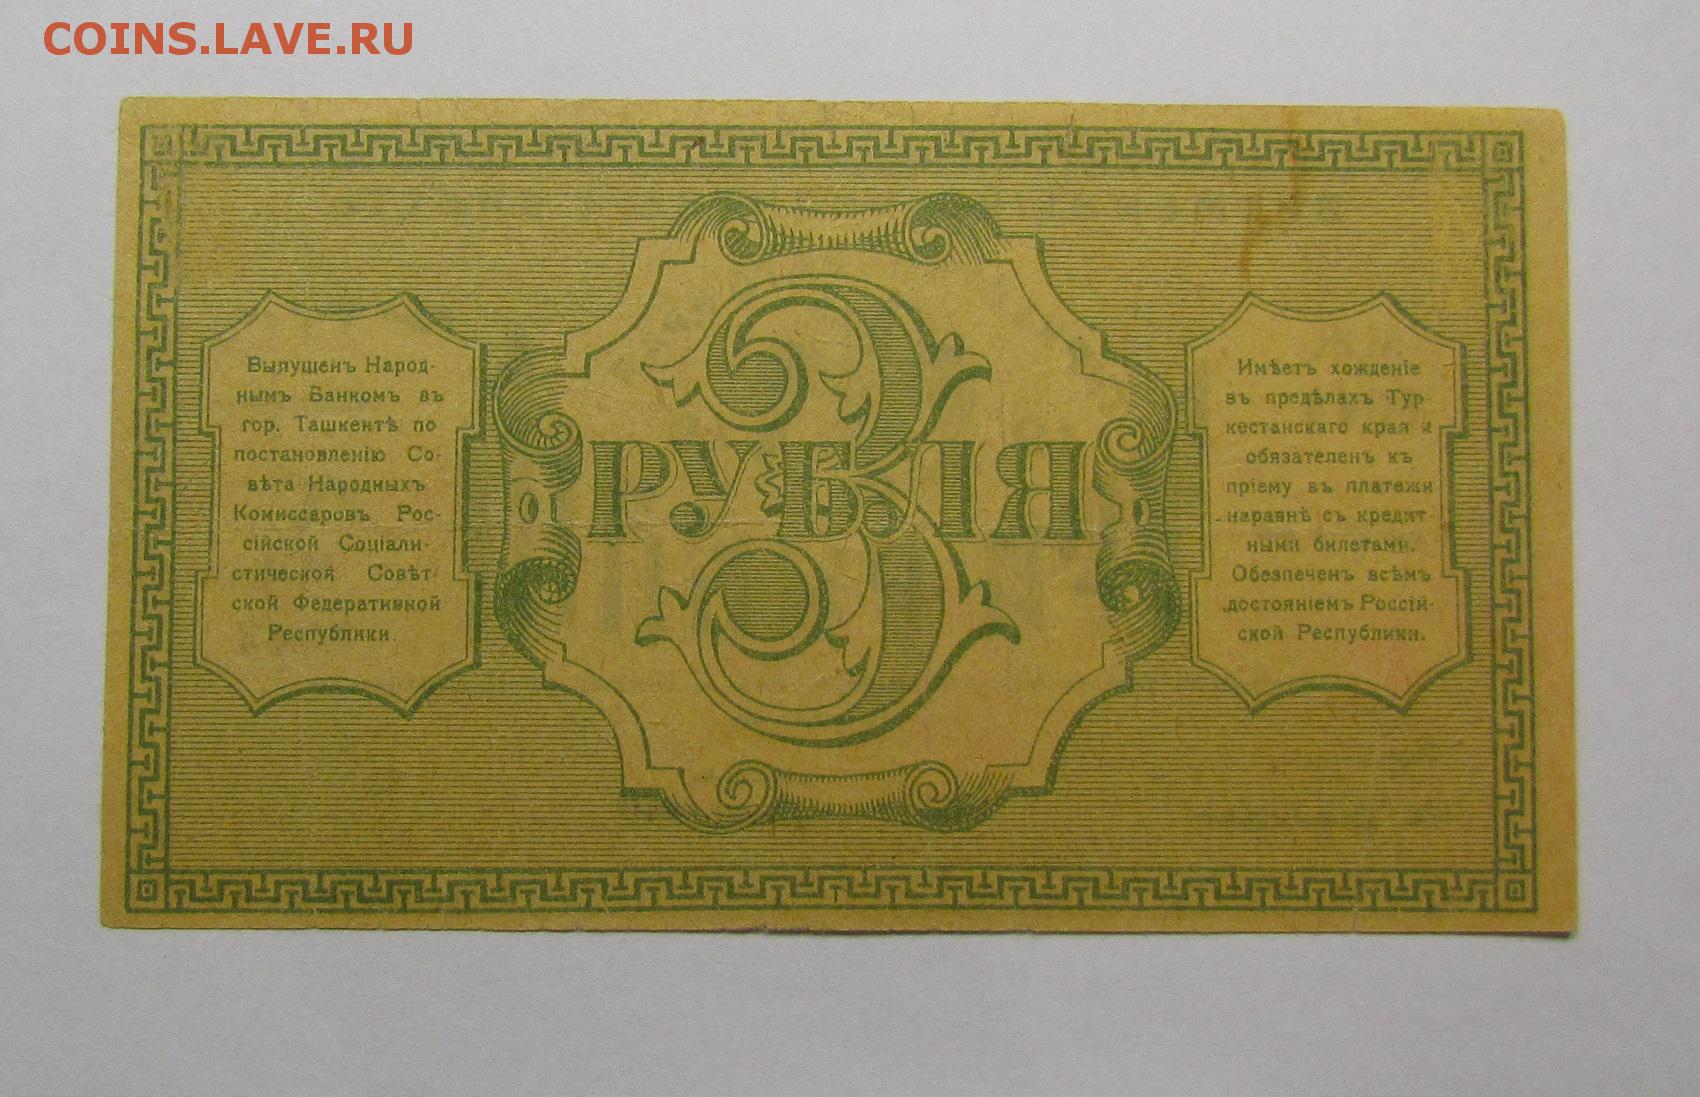 COINS.LAVE.RU
Выпущенъ Народ-
нымъ Банкомъ въ
гор. Ташкентѣ по
постановленію Со-
вѣта Народныхъ
Комиссаровъ Рос-
сійской Соціали-
стической Совѣт-
ской Федеративной
Республики.
3
РУБЛЯ
Имѣетъ хожденіе
въ предѣлахъ Тур-
кестанскаго края и
обязателенъ къ
пріему въ платежи
наравнѣ съ кредит-
ными билетами.
Обезпеченъ всѣмъ
достояніемъ Россій-
ской Республики.